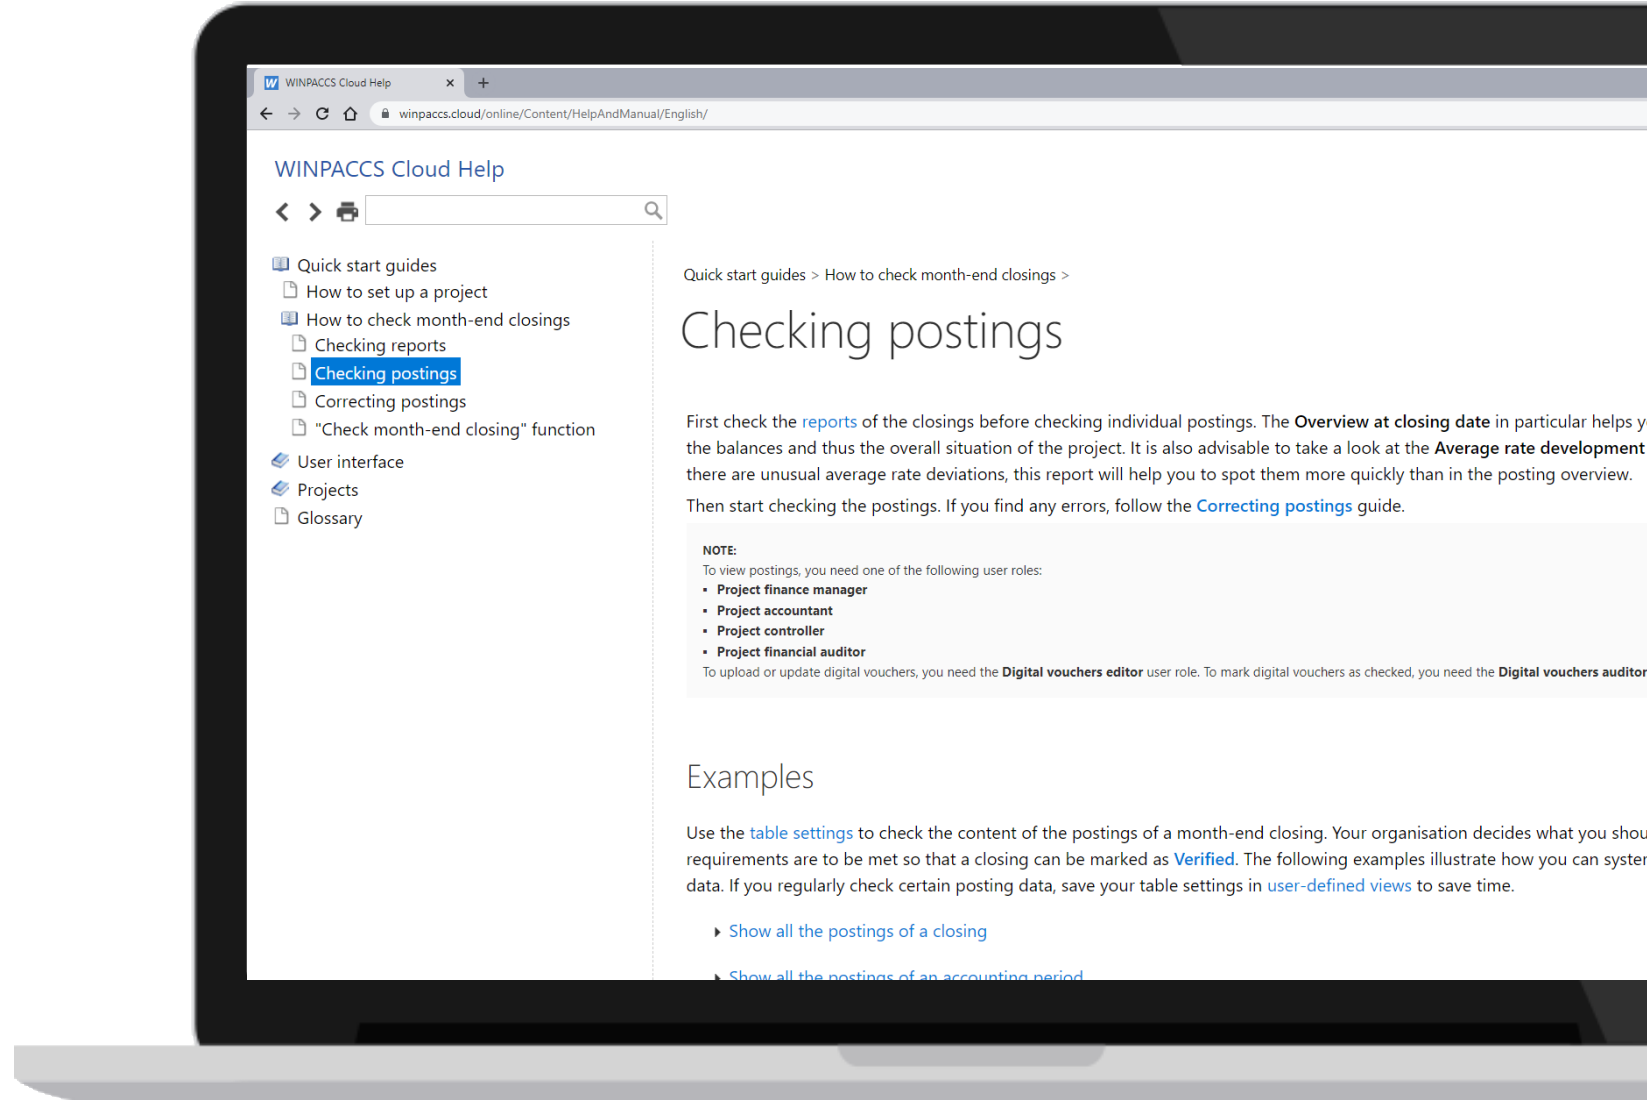 W WINPACCS Cloud Help
winpaccs.cloud/online/Content/HelpAndManual/English/
WINPACCS Cloud Help
Quick start guides
How to set up a project
How to check month-end closings
Checking reports
Checking postings
Correcting postings
"Check month-end closing" function
User interface
Projects
Glossary
Quick start guides > How to check month-end closings >
Checking postings
First check the reports of the closings before checking individual postings. The Overview at closing date in particular helps
the balances and thus the overall situation of the project. It is also advisable to take a look at the Average rate development
there are unusual average rate deviations, this report will help you to spot them more quickly than in the posting overview.
Then start checking the postings. If you find any errors, follow the Correcting postings guide.
NOTE:
To view postings, you need one of the following user roles:
▪ Project finance manager
▪ Project accountant
▪ Project controller
▪ Project financial auditor
To upload or update digital vouchers, you need the Digital vouchers editor user role. To mark digital vouchers as checked, you need the Digital vouchers auditor
Examples
Use the table settings to check the content of the postings of a month-end closing. Your organisation decides what you
requirements are to be met so that a closing can be marked as Verified. The following examples illustrate how you can
data. If you regularly check certain posting data, save your table settings in user-defined views to save time.
Show all the postings of a closing
Show all the postings of an accounting period